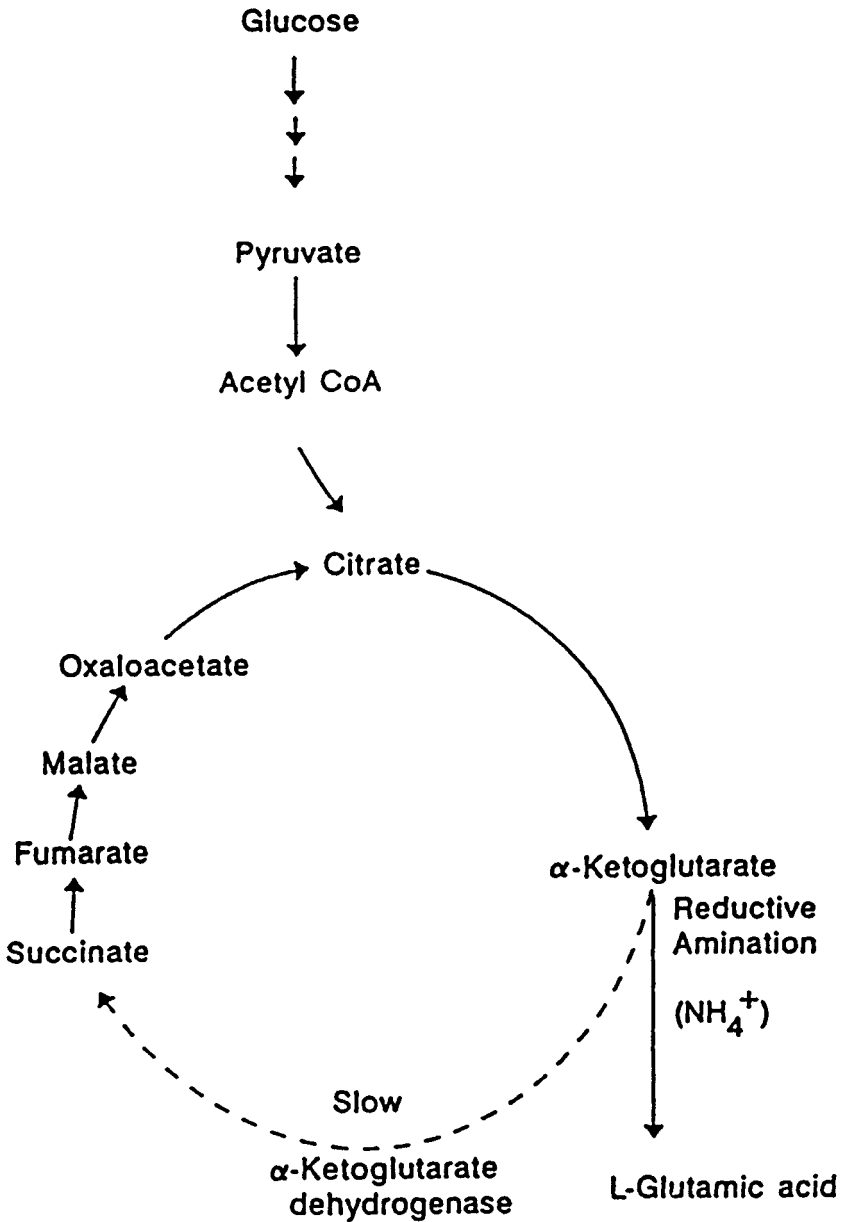 Glucose
Pyruvate
Acetyl CoA
Citrate
Oxaloacetate
Malate
Fumarate
Succinate
α-Ketoglutarate
Reductive
Amination
(NH₄⁺)
Slow
α-Ketoglutarate
dehydrogenase
L-Glutamic acid